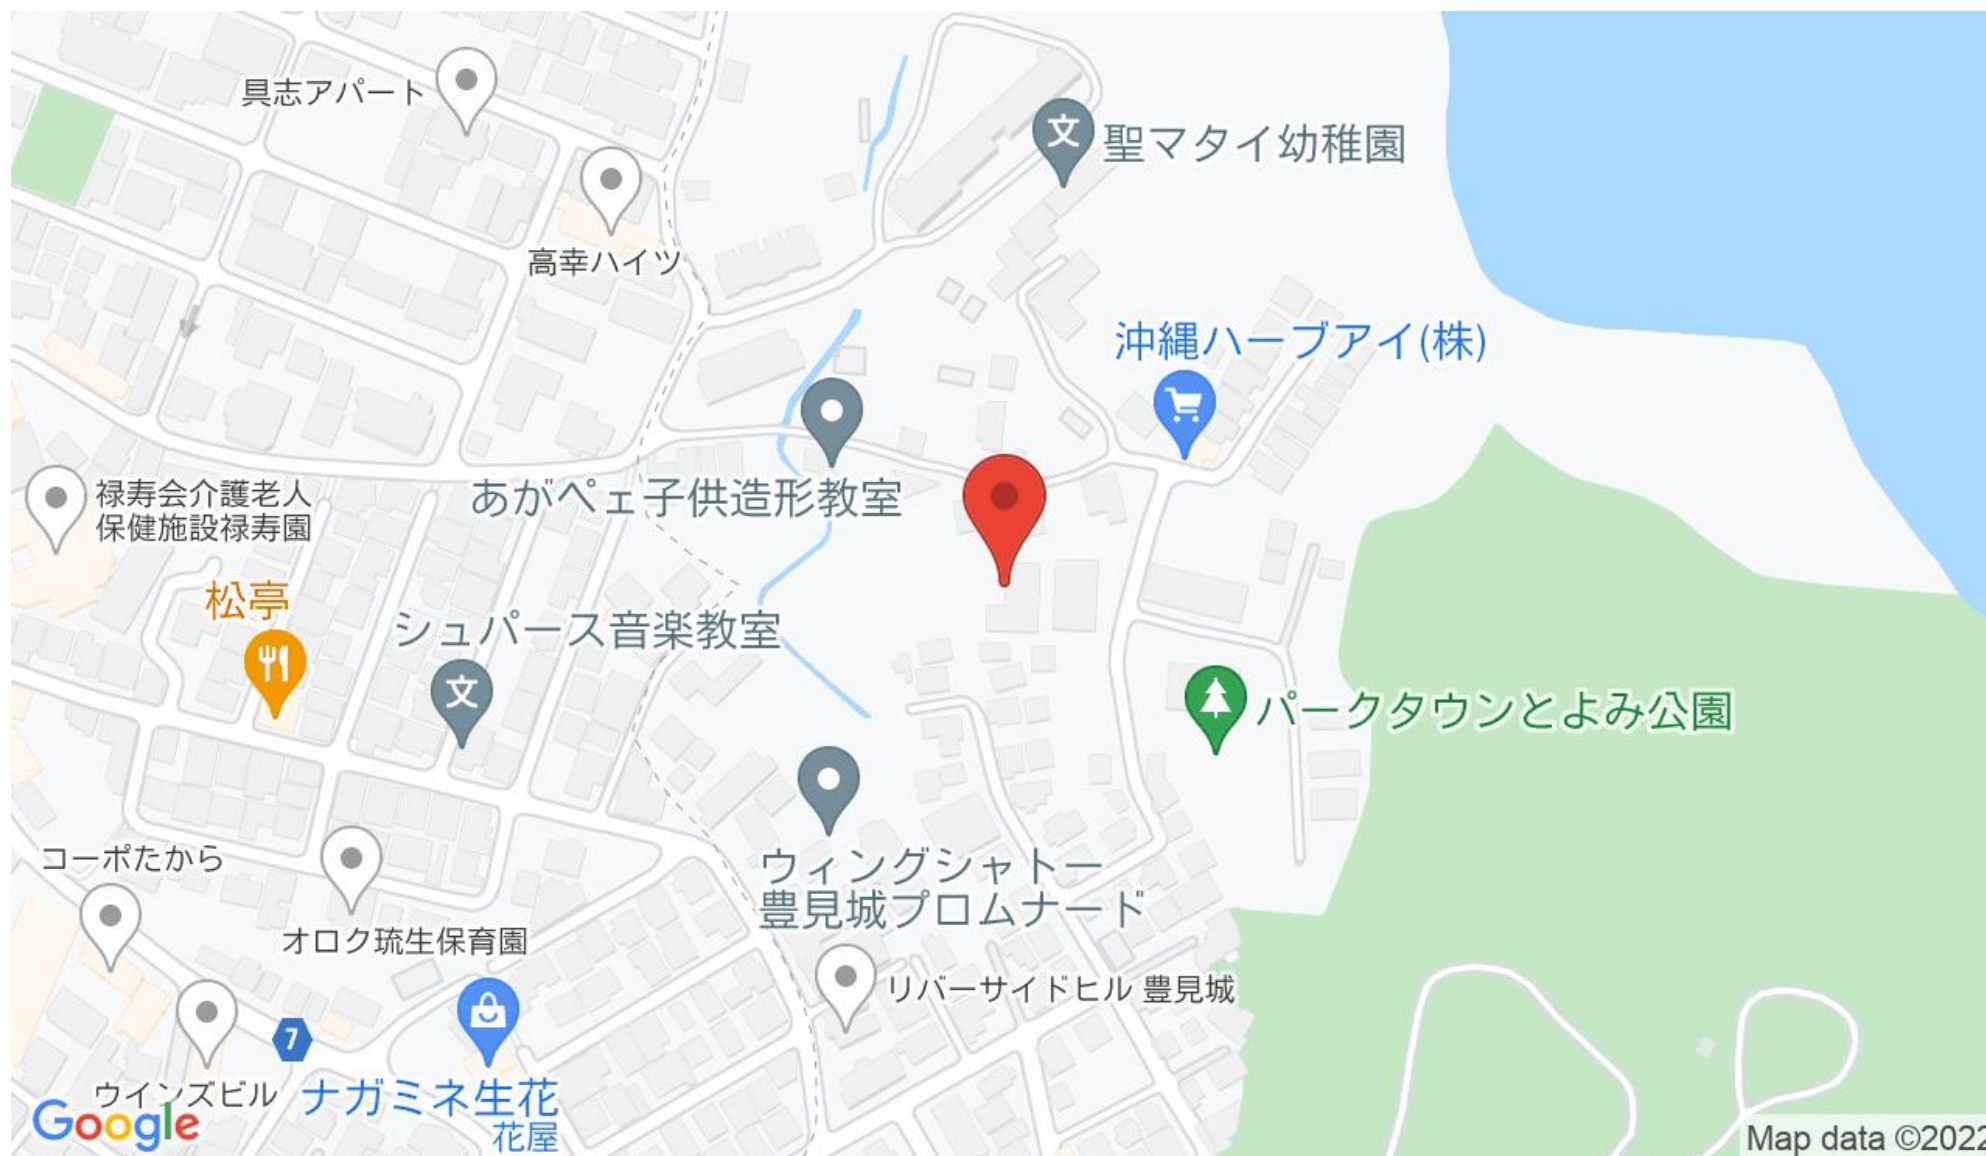 具志アパート
文
聖マタイ幼稚園
高幸ハイツ
沖縄ハーブアイ(株)
あがペェ子供造形教室
禄寿会介護老人
保健施設禄寿園
松亭
シュパース音楽教室
文
パークタウンとよみ公園
コーポたから
ウィングシャトー
豊見城プロムナード
オロク琉生保育園
リバーサイドヒル 豊見城
7
ウインズビル
ナガミネ生花
花屋
Google
Map data ©2022